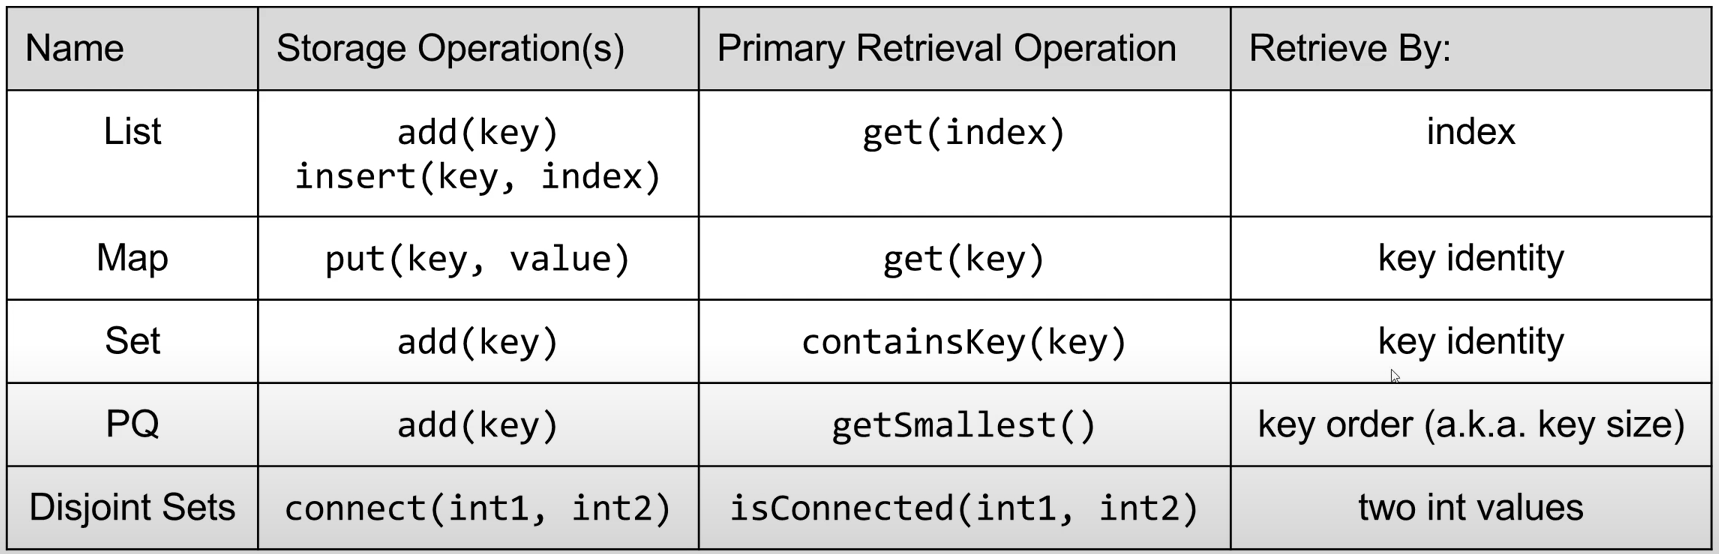 Name Storage Operation(s) Primary Retrieval Operation Retrieve By:
List add(key) get(index) index
insert(key, index)
Map put(key, value) get(key) key identity
Set add(key) containsKey(key) key identity
PQ add(key) getSmallest() key order (a.k.a. key size)
Disjoint Sets connect(int1, int2) isConnected(int1, int2) two int values